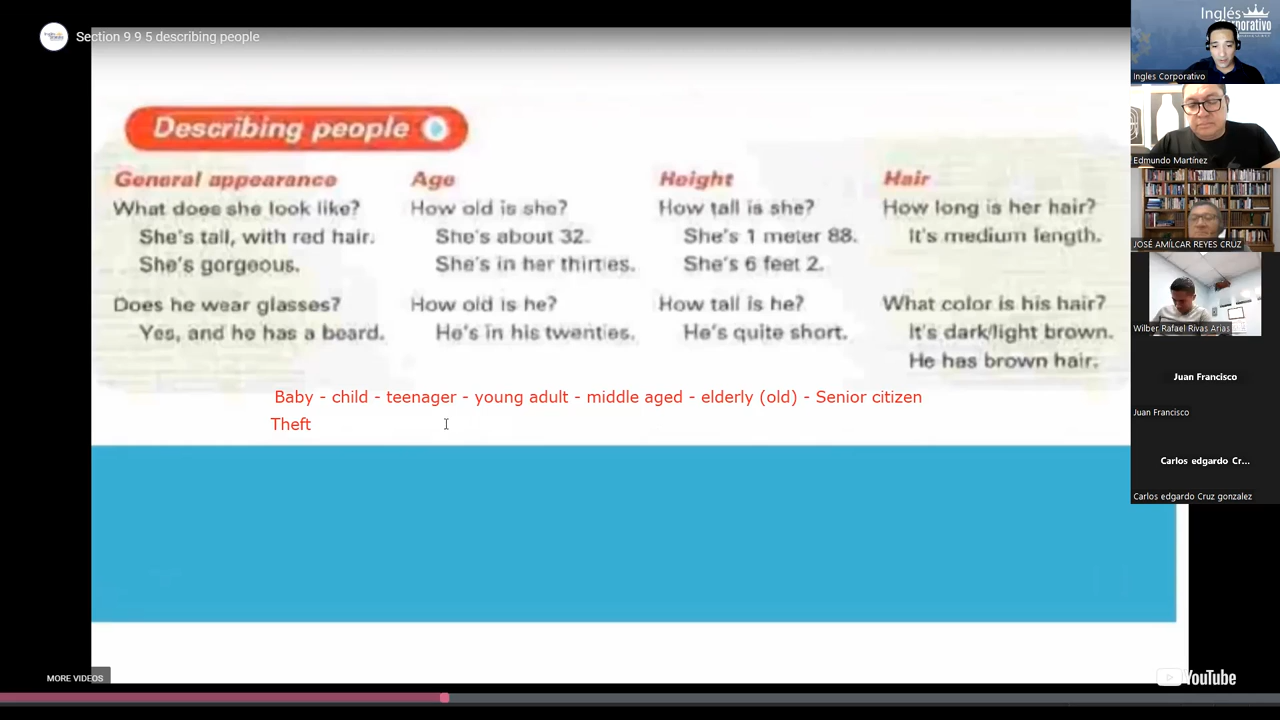 Section 9 9 5 describing people
Describing people
General appearance
What does she look like?
She's tall, with red hair.
She's gorgeous.
Does he wear glasses?
Yes, and he has a beard.
Age
How old is she?
She's about 32.
She's in her thirties.
How old is he?
He's in his twenties.
Height
How tall is she?
She's 1 meter 88.
She's 6 feet 2.
How tall is he?
He's quite short.
Hair
How long is her hair?
It's medium length.
What color is his hair?
It's dark/light brown.
He has brown hair.
Baby - child - teenager - young adult - middle aged - elderly (old) - Senior citizen
Theft
MORE VIDEOS
YouTube
Inglés
Corporativo
Ingles Corporativo
Edmundo Martínez
JOSÉ AMÍLCAR REYES CRUZ
Wilber Rafael Rivas Arias
Juan Francisco
Juan Francisco
Carlos edgardo Cr...
Carlos edgardo Cruz gonzalez